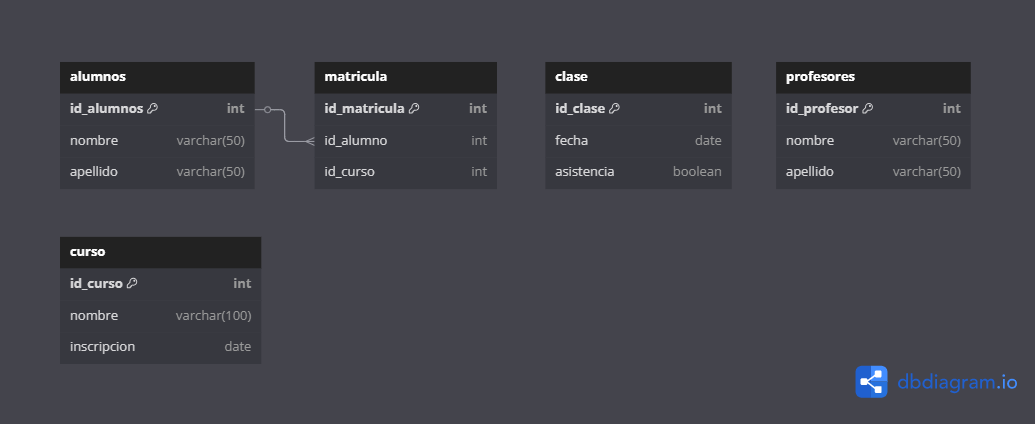 alumnos
id_alumnos int
nombre varchar(50)
apellido varchar(50)
matricula
id_matricula int
id_alumno int
id_curso int
clase
id_clase int
fecha date
asistencia boolean
profesores
id_profesor int
nombre varchar(50)
apellido varchar(50)
curso
id_curso int
nombre varchar(100)
inscripcion date
dbdiagram.io